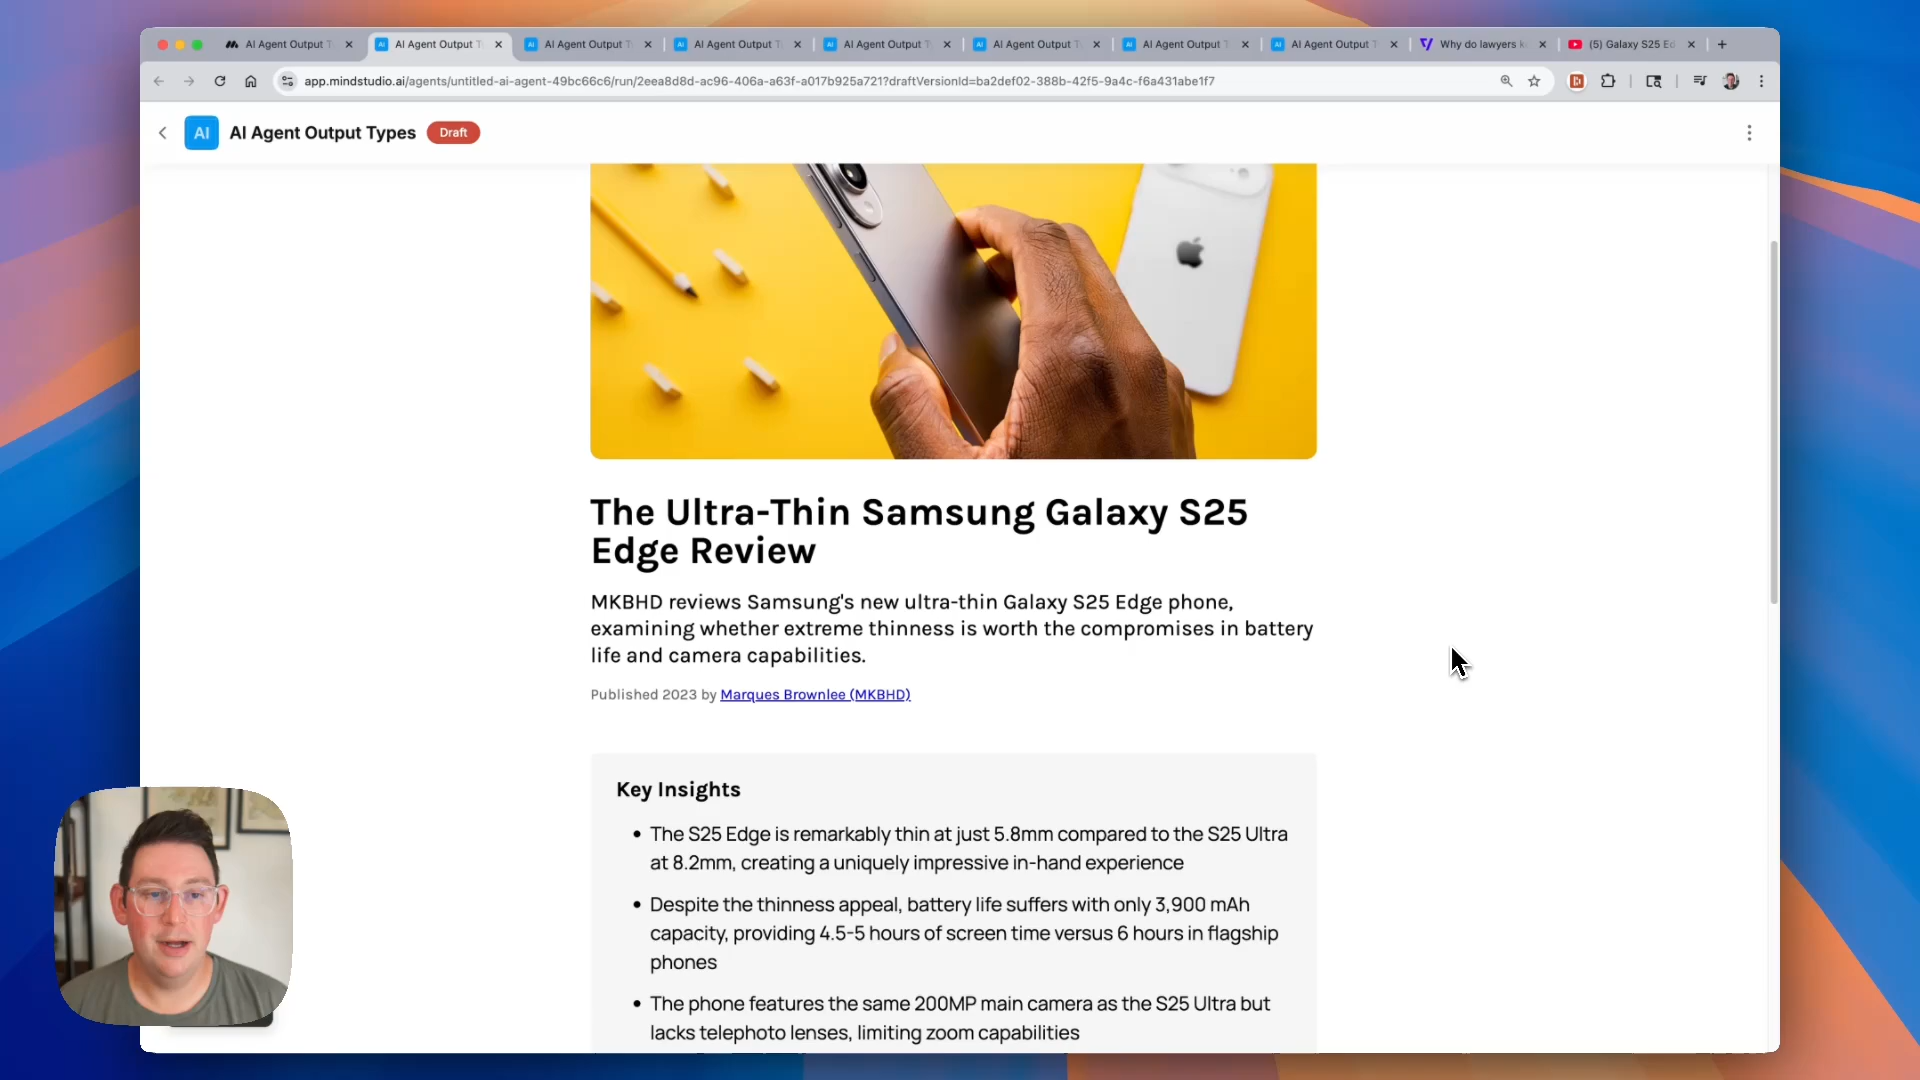 AI Agent Output T
AI Agent Output T
AI Agent Output T
AI Agent Output T
AI Agent Output T
AI Agent Output T
AI Agent Output T
AI Agent Output T
Why do lawyers k
(5) Galaxy S25 Ed
app.mindstudio.ai/agents/untitled-ai-agent-49bc66c6/run/2eea8d8d-ac96-406a-a63f-a017b925a721?draftVersionId=ba2def02-388b-42f5-9a4c-f6a431abe1f7
AI
AI Agent Output Types
Draft
The Ultra-Thin Samsung Galaxy S25
Edge Review
MKBHD reviews Samsung's new ultra-thin Galaxy S25 Edge phone,
examining whether extreme thinness is worth the compromises in battery
life and camera capabilities.
Published 2023 by Marques Brownlee (MKBHD)
Key Insights
• The S25 Edge is remarkably thin at just 5.8mm compared to the S25 Ultra
at 8.2mm, creating a uniquely impressive in-hand experience
• Despite the thinness appeal, battery life suffers with only 3,900 mAh
capacity, providing 4.5-5 hours of screen time versus 6 hours in flagship
phones
• The phone features the same 200MP main camera as the S25 Ultra but
lacks telephoto lenses, limiting zoom capabilities